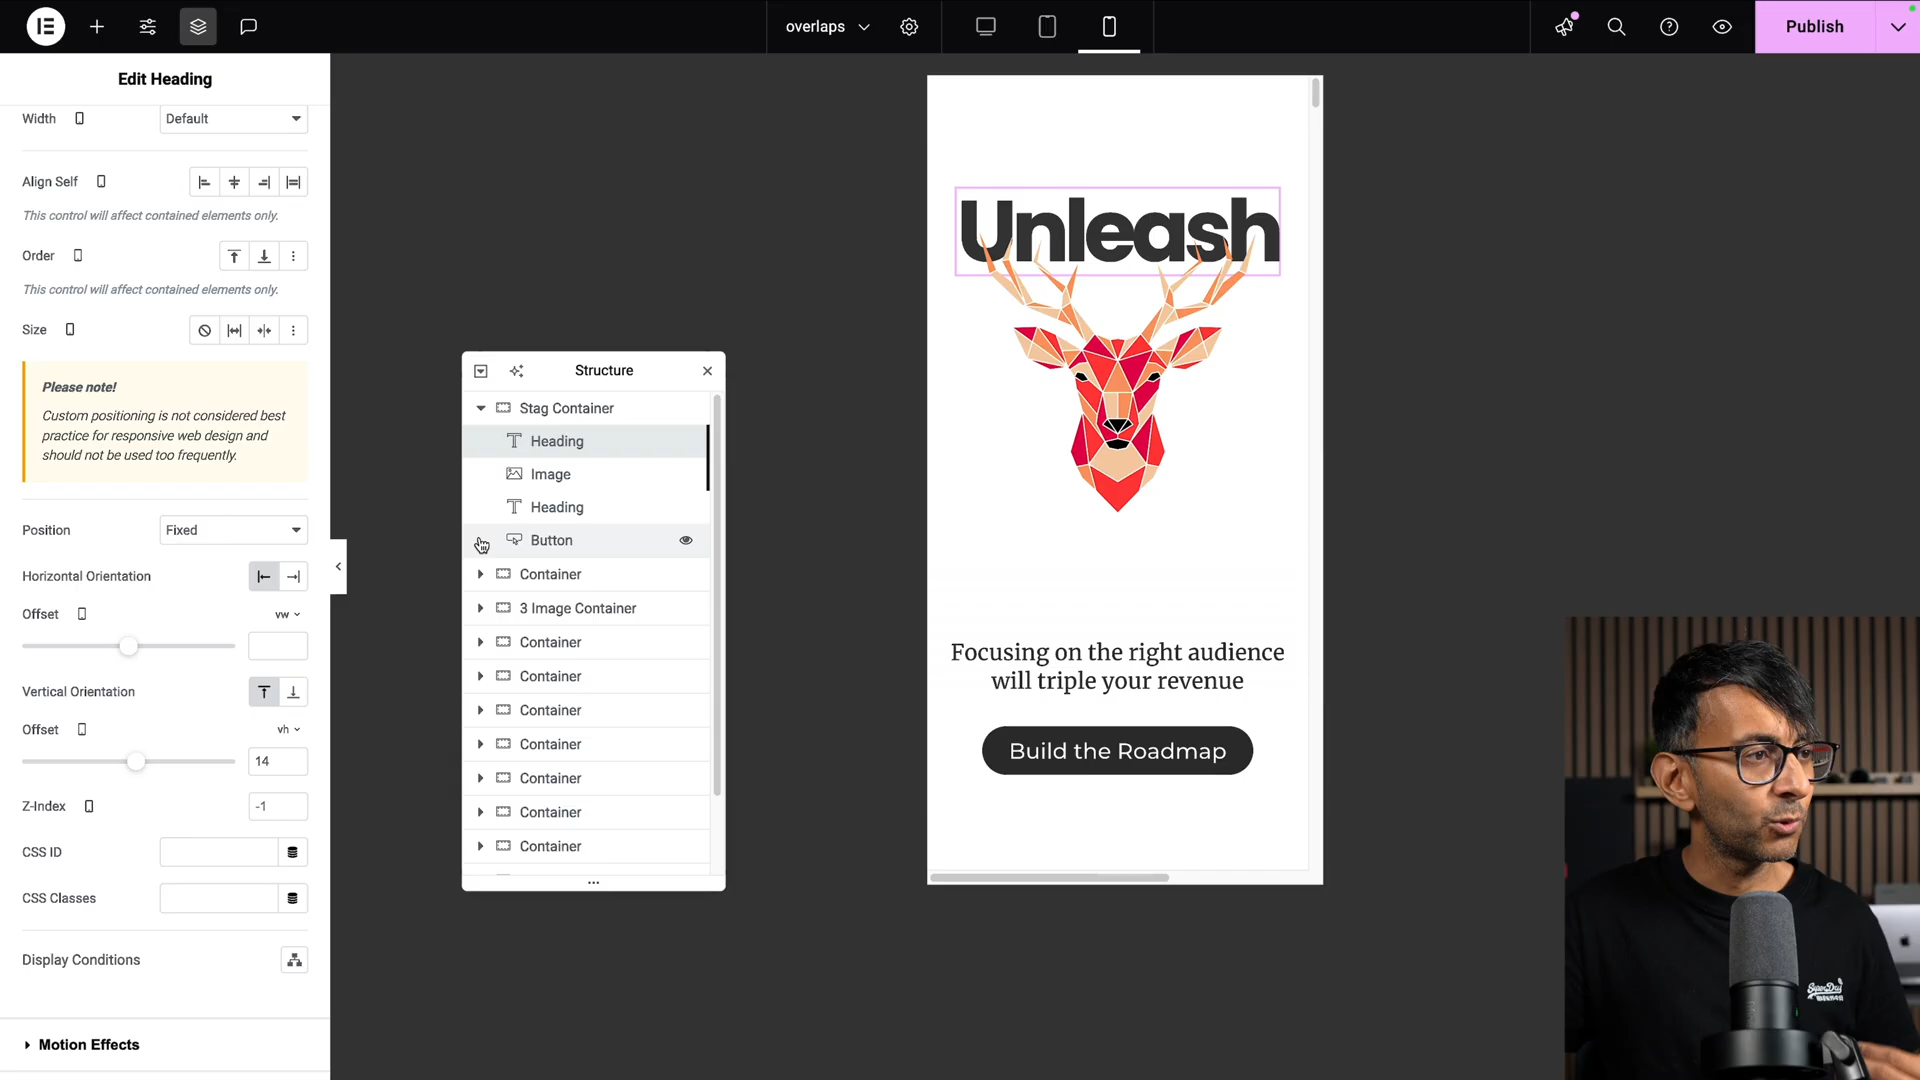 overlaps
Publish
Edit Heading
Width
Default
Align Self
This control will affect contained elements only.
Order
This control will affect contained elements only.
Size
Please note!
Custom positioning is not considered best
practice for responsive web design and
should not be used too frequently.
Position
Fixed
Horizontal Orientation
Offset
vw
Vertical Orientation
Offset
vh
14
Z-Index
-1
CSS ID
CSS Classes
Display Conditions
Motion Effects
Structure
Stag Container
Heading
Image
Heading
Button
Container
3 Image Container
Container
Container
Container
Container
Container
Container
Container
Unleash
Focusing on the right audience
will triple your revenue
Build the Roadmap